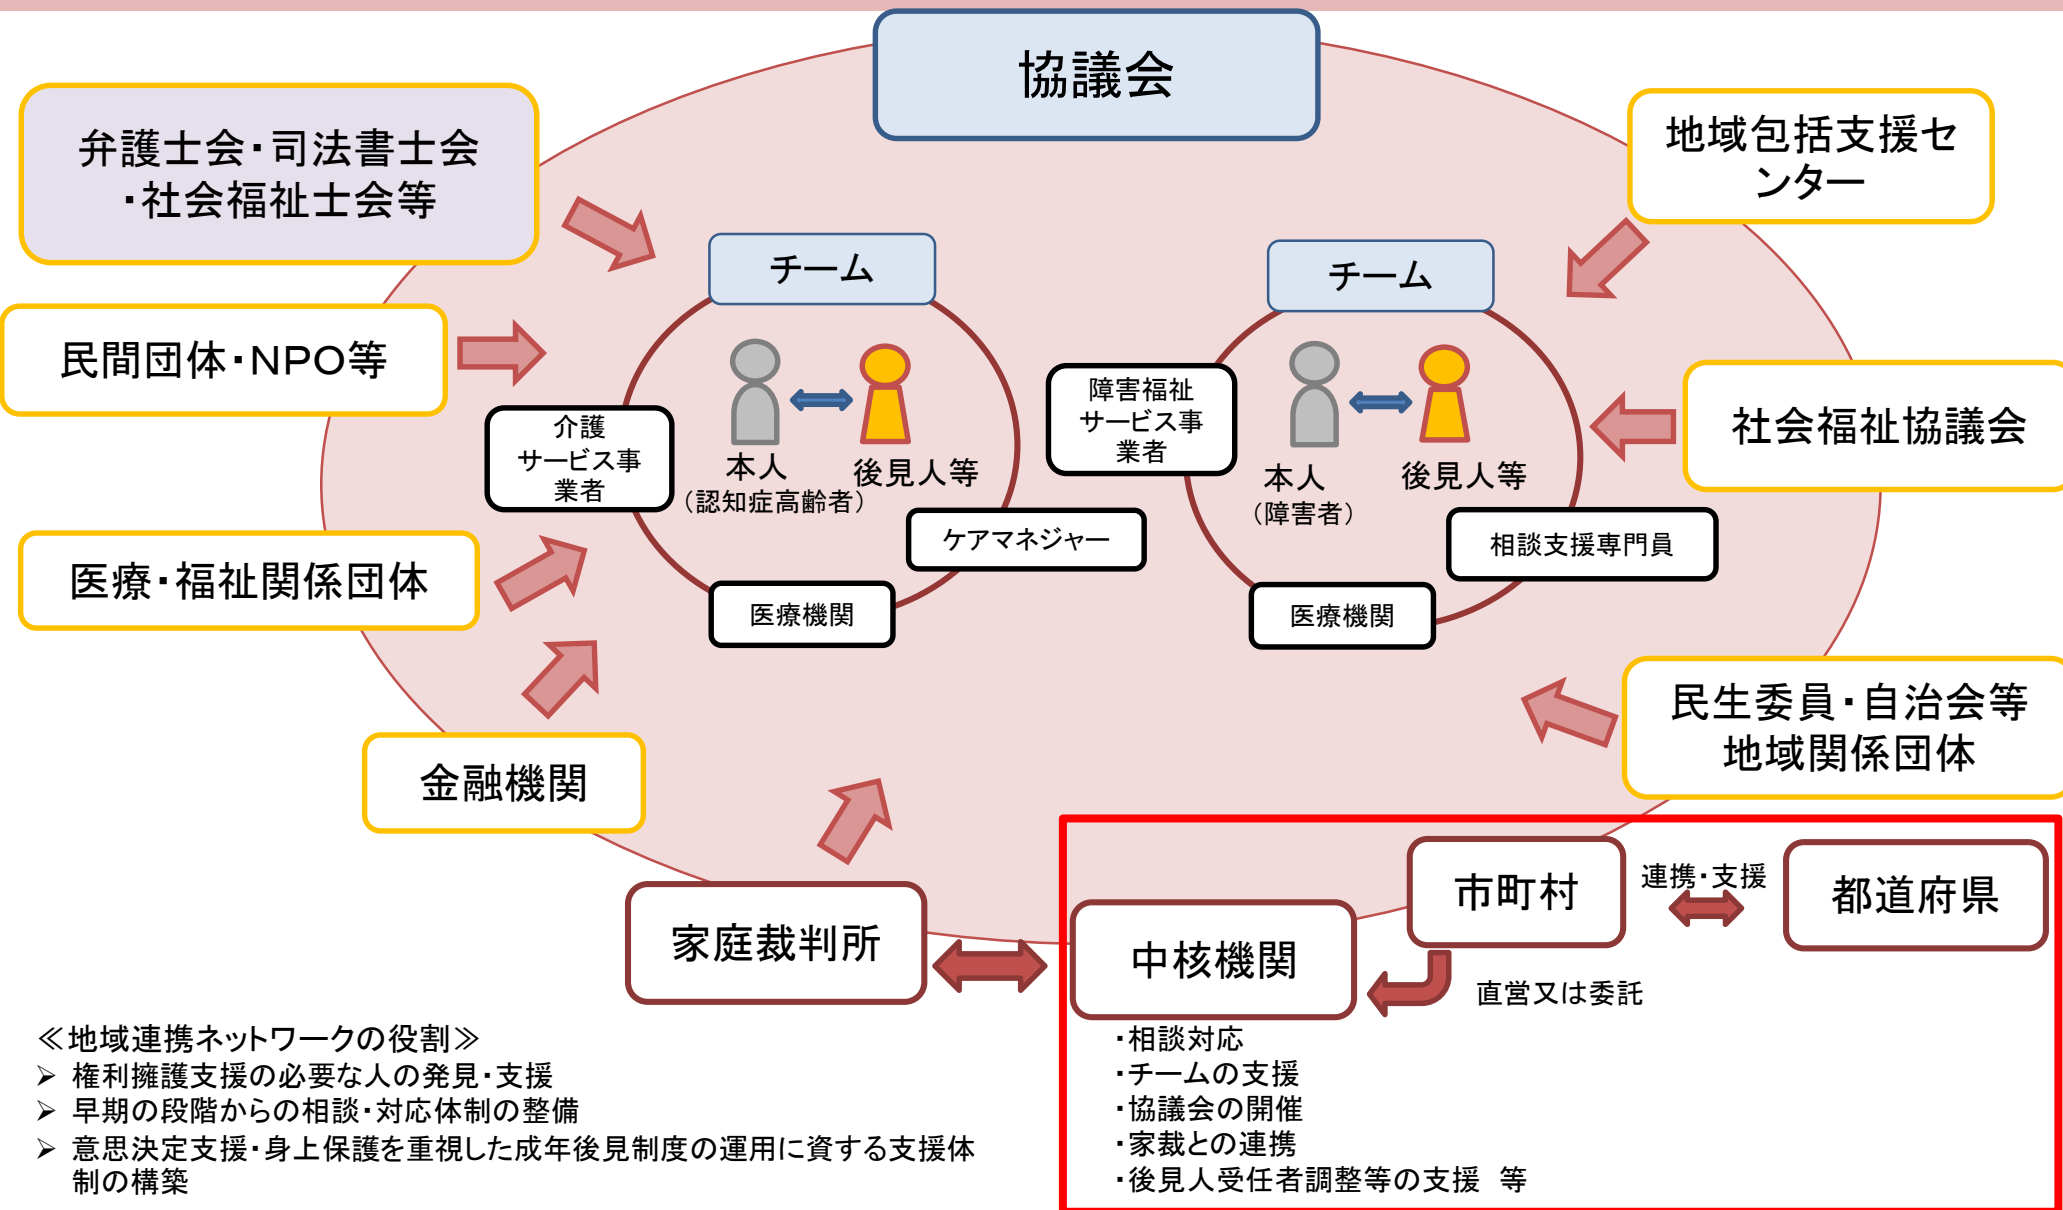 協議会
弁護士会・司法書士会
・社会福祉士会等
地域包括支援セ
ンター
民間団体・NPO等
チーム
本人
（認知症高齢者）
後見人等
介護
サービス事
業者
ケアマネジャー
医療機関
チーム
障害福祉
サービス事
業者
本人
（障害者）
後見人等
相談支援専門員
医療機関
社会福祉協議会
医療・福祉関係団体
金融機関
民生委員・自治会等
地域関係団体
家庭裁判所
中核機関
市町村
連携・支援
都道府県
直営又は委託
・相談対応
・チームの支援
・協議会の開催
・家裁との連携
・後見人受任者調整等の支援　等
≪地域連携ネットワークの役割≫
➢ 権利擁護支援の必要な人の発見・支援
➢ 早期の段階からの相談・対応体制の整備
➢ 意思決定支援・身上保護を重視した成年後見制度の運用に資する支援体
制の構築